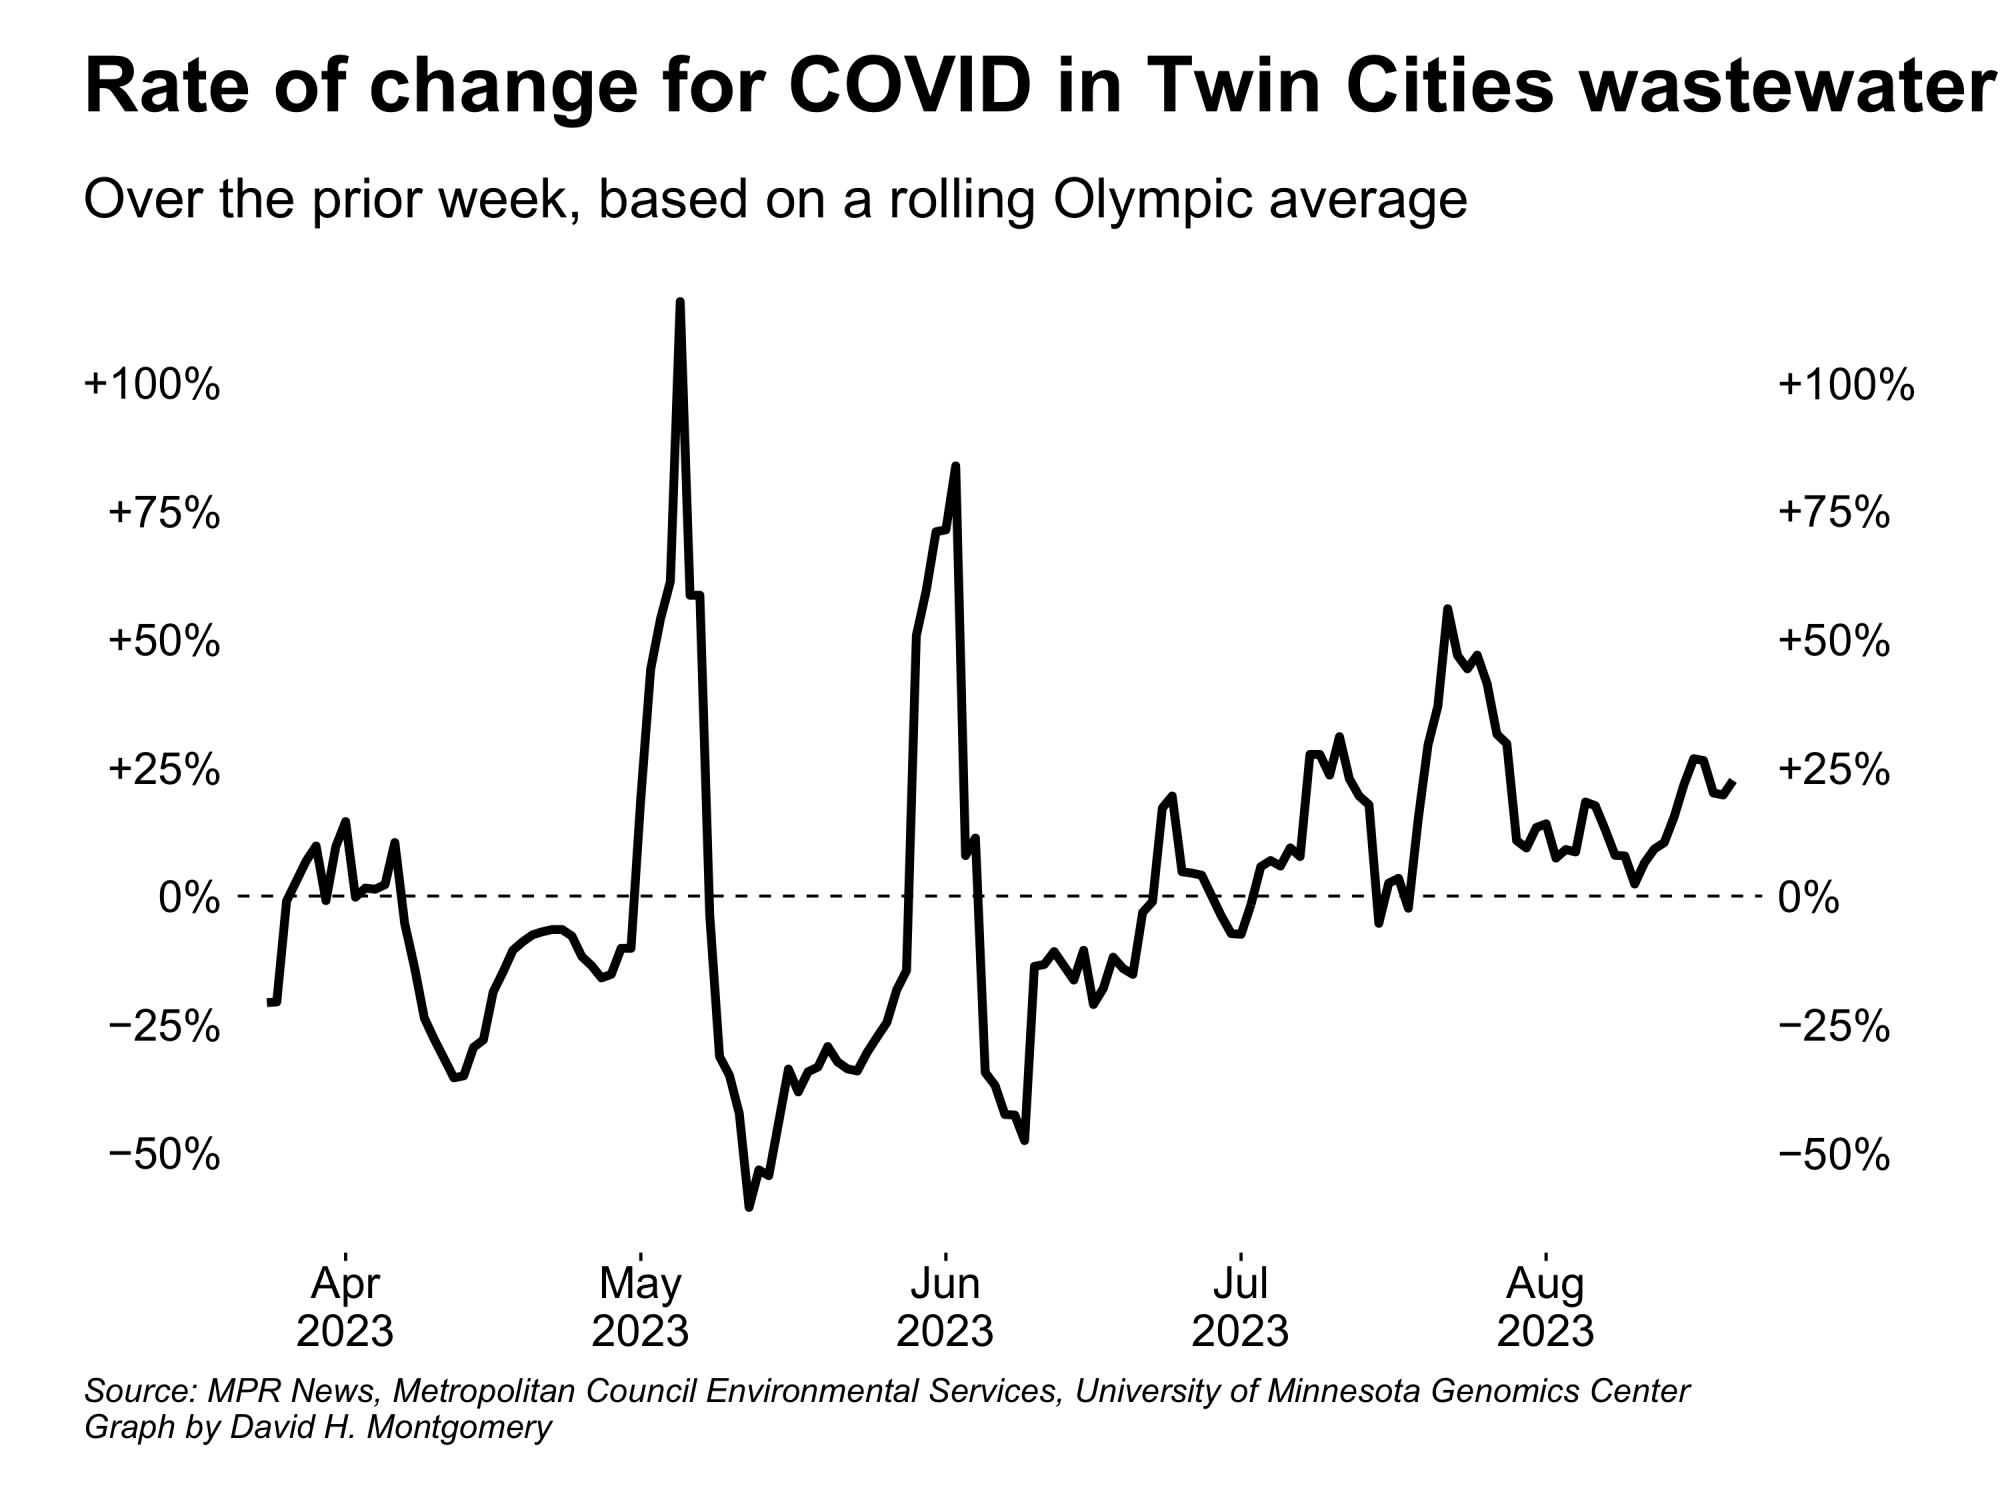 Rate of change for COVID in Twin Cities wastewater
Over the prior week, based on a rolling Olympic average
+100% +100%
+75% +75%
+50% +50%
+25% +25%
0% 0%
−25% −25%
−50% −50%
Apr May Jun Jul Aug
2023 2023 2023 2023 2023
Source: MPR News, Metropolitan Council Environmental Services, University of Minnesota Genomics Center
Graph by David H. Montgomery